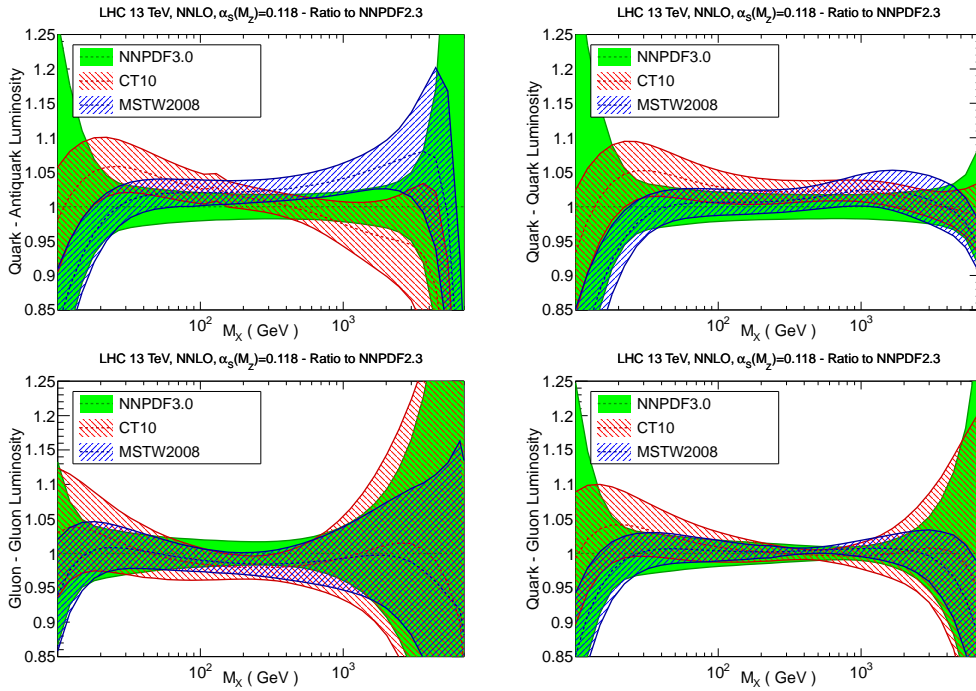 LHC 13 TeV, NNLO, αs(MZ)=0.118 - Ratio to NNPDF2.3
Quark - Antiquark Luminosity
1.25
1.2
1.15
1.1
1.05
1
0.95
0.9
0.85
NNPDF3.0
CT10
MSTW2008
10²
10³
MX ( GeV )
LHC 13 TeV, NNLO, αs(MZ)=0.118 - Ratio to NNPDF2.3
Quark - Quark Luminosity
1.25
1.2
1.15
1.1
1.05
1
0.95
0.9
0.85
NNPDF3.0
CT10
MSTW2008
10²
10³
MX ( GeV )
LHC 13 TeV, NNLO, αs(MZ)=0.118 - Ratio to NNPDF2.3
Gluon - Gluon Luminosity
1.25
1.2
1.15
1.1
1.05
1
0.95
0.9
0.85
NNPDF3.0
CT10
MSTW2008
10²
10³
MX ( GeV )
LHC 13 TeV, NNLO, αs(MZ)=0.118 - Ratio to NNPDF2.3
Quark - Gluon Luminosity
1.25
1.2
1.15
1.1
1.05
1
0.95
0.9
0.85
NNPDF3.0
CT10
MSTW2008
10²
10³
MX ( GeV )